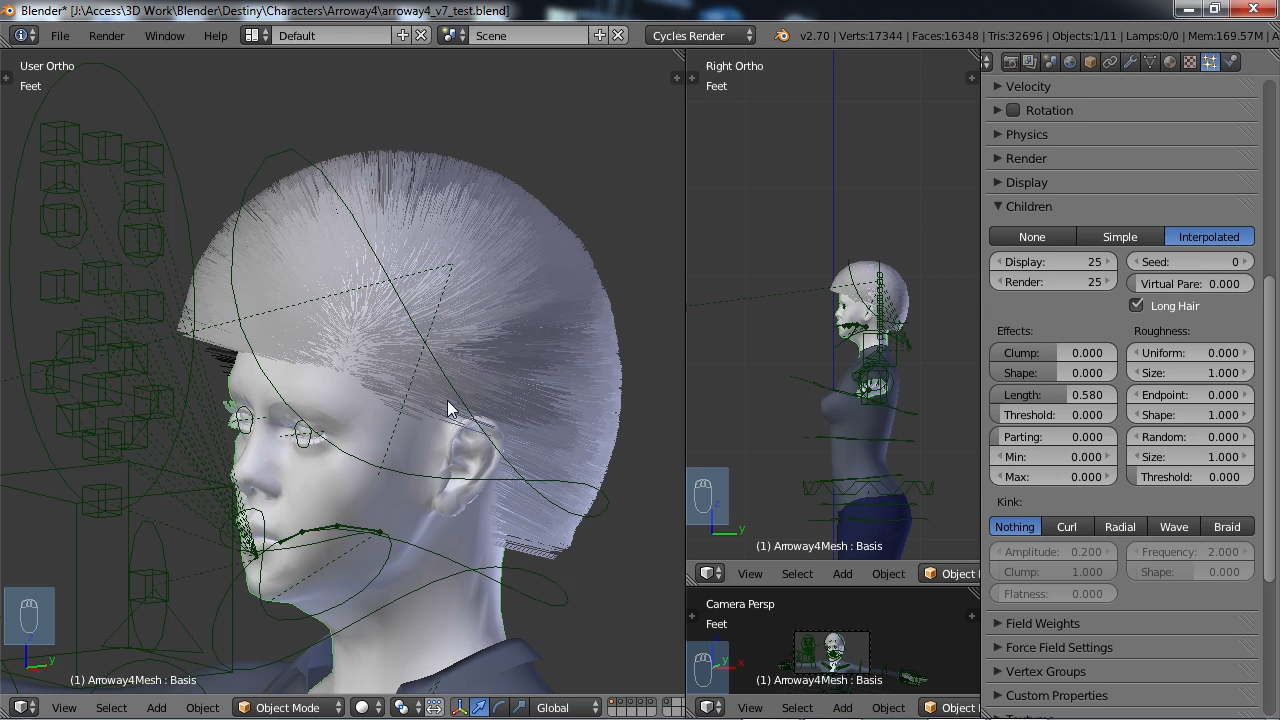 Blender* [J:\Access\3D Work\Blender\Destiny\Characters\Arroway4\arroway4_v7_test.blend]
File Render Window Help Default Scene Cycles Render v2.70 | Verts:17344 | Faces:16348 | Tris:32696 | Objects:1/11 | Lamps:0/0 | Mem:169.57M | A
User Ortho
Feet
(1) Arroway4Mesh : Basis
View Select Add Object Object Mode Global
Right Ortho
Feet
z
y
(1) Arroway4Mesh : Basis
View Select Add Object Object
Camera Persp
Feet
(1) Arroway4Mesh : Basis
View Select Add Object Object
Velocity
Rotation
Physics
Render
Display
Children
None Simple Interpolated
Display: 25 Seed: 0
Render: 25 Virtual Pare: 0.000
Long Hair
Effects: Roughness:
Clump: 0.000 Uniform: 0.000
Shape: 0.000 Size: 1.000
Length: 0.580 Endpoint: 0.000
Threshold: 0.000 Shape: 1.000
Parting: 0.000 Random: 0.000
Min: 0.000 Size: 1.000
Max: 0.000 Threshold: 0.000
Kink:
Nothing Curl Radial Wave Braid
Amplitude: 0.200 Frequency: 2.000
Clump: 1.000 Shape: 0.000
Flatness: 0.000
Field Weights
Force Field Settings
Vertex Groups
Custom Properties